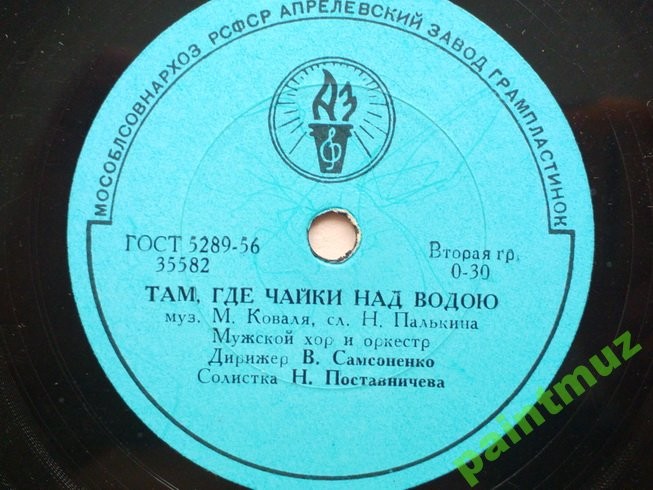 МОСОБЛСОВНАРХОЗ РСФСР АПРЕЛЕВСКИЙ ЗАВОД ГРАМПЛАСТИНОК
АЗ
ГОСТ 5289-56
35582
Вторая гр.
0-30
ТАМ, ГДЕ ЧАЙКИ НАД ВОДОЮ
муз. М. Коваля, сл. Н. Палькина
Мужской хор и оркестр
Дирижер В. Самсоненко
Солистка Н. Поставничева
paintmuz